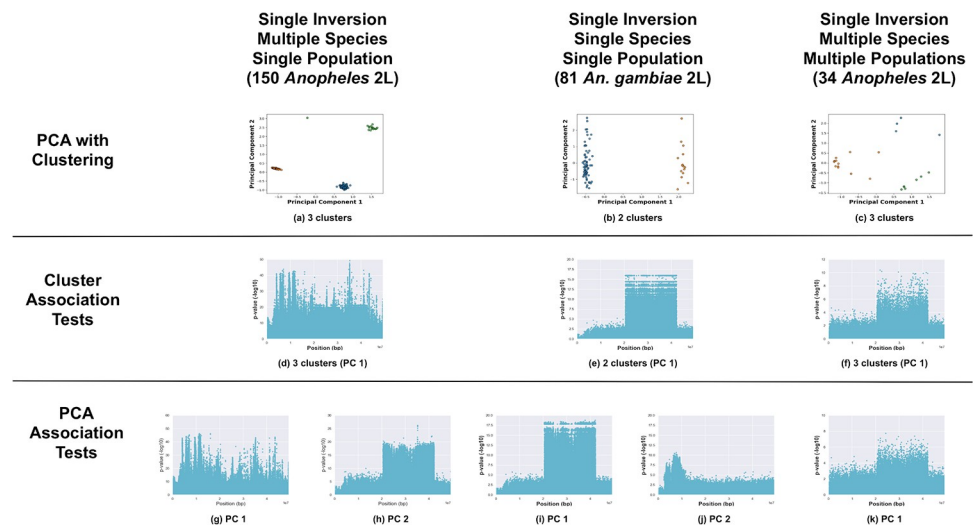 Single Inversion
Multiple Species
Single Population
(150 Anopheles 2L)
Single Inversion
Single Species
Single Population
(81 An. gambiae 2L)
Single Inversion
Multiple Species
Multiple Populations
(34 Anopheles 2L)
PCA with
Clustering
Principal Component 2
Principal Component 1
(a) 3 clusters
Principal Component 2
Principal Component 1
(b) 2 clusters
Principal Component 2
Principal Component 1
(c) 3 clusters
Cluster
Association
Tests
p-value (-log10)
Position (bp)
(d) 3 clusters (PC 1)
p-value (-log10)
Position (bp)
(e) 2 clusters (PC 1)
p-value (-log10)
Position (bp)
(f) 3 clusters (PC 1)
PCA
Association
Tests
p-value (-log10)
Position (bp)
(g) PC 1
p-value (-log10)
Position (bp)
(h) PC 2
p-value (-log10)
Position (bp)
(i) PC 1
p-value (-log10)
Position (bp)
(j) PC 2
p-value (-log10)
Position (bp)
(k) PC 1